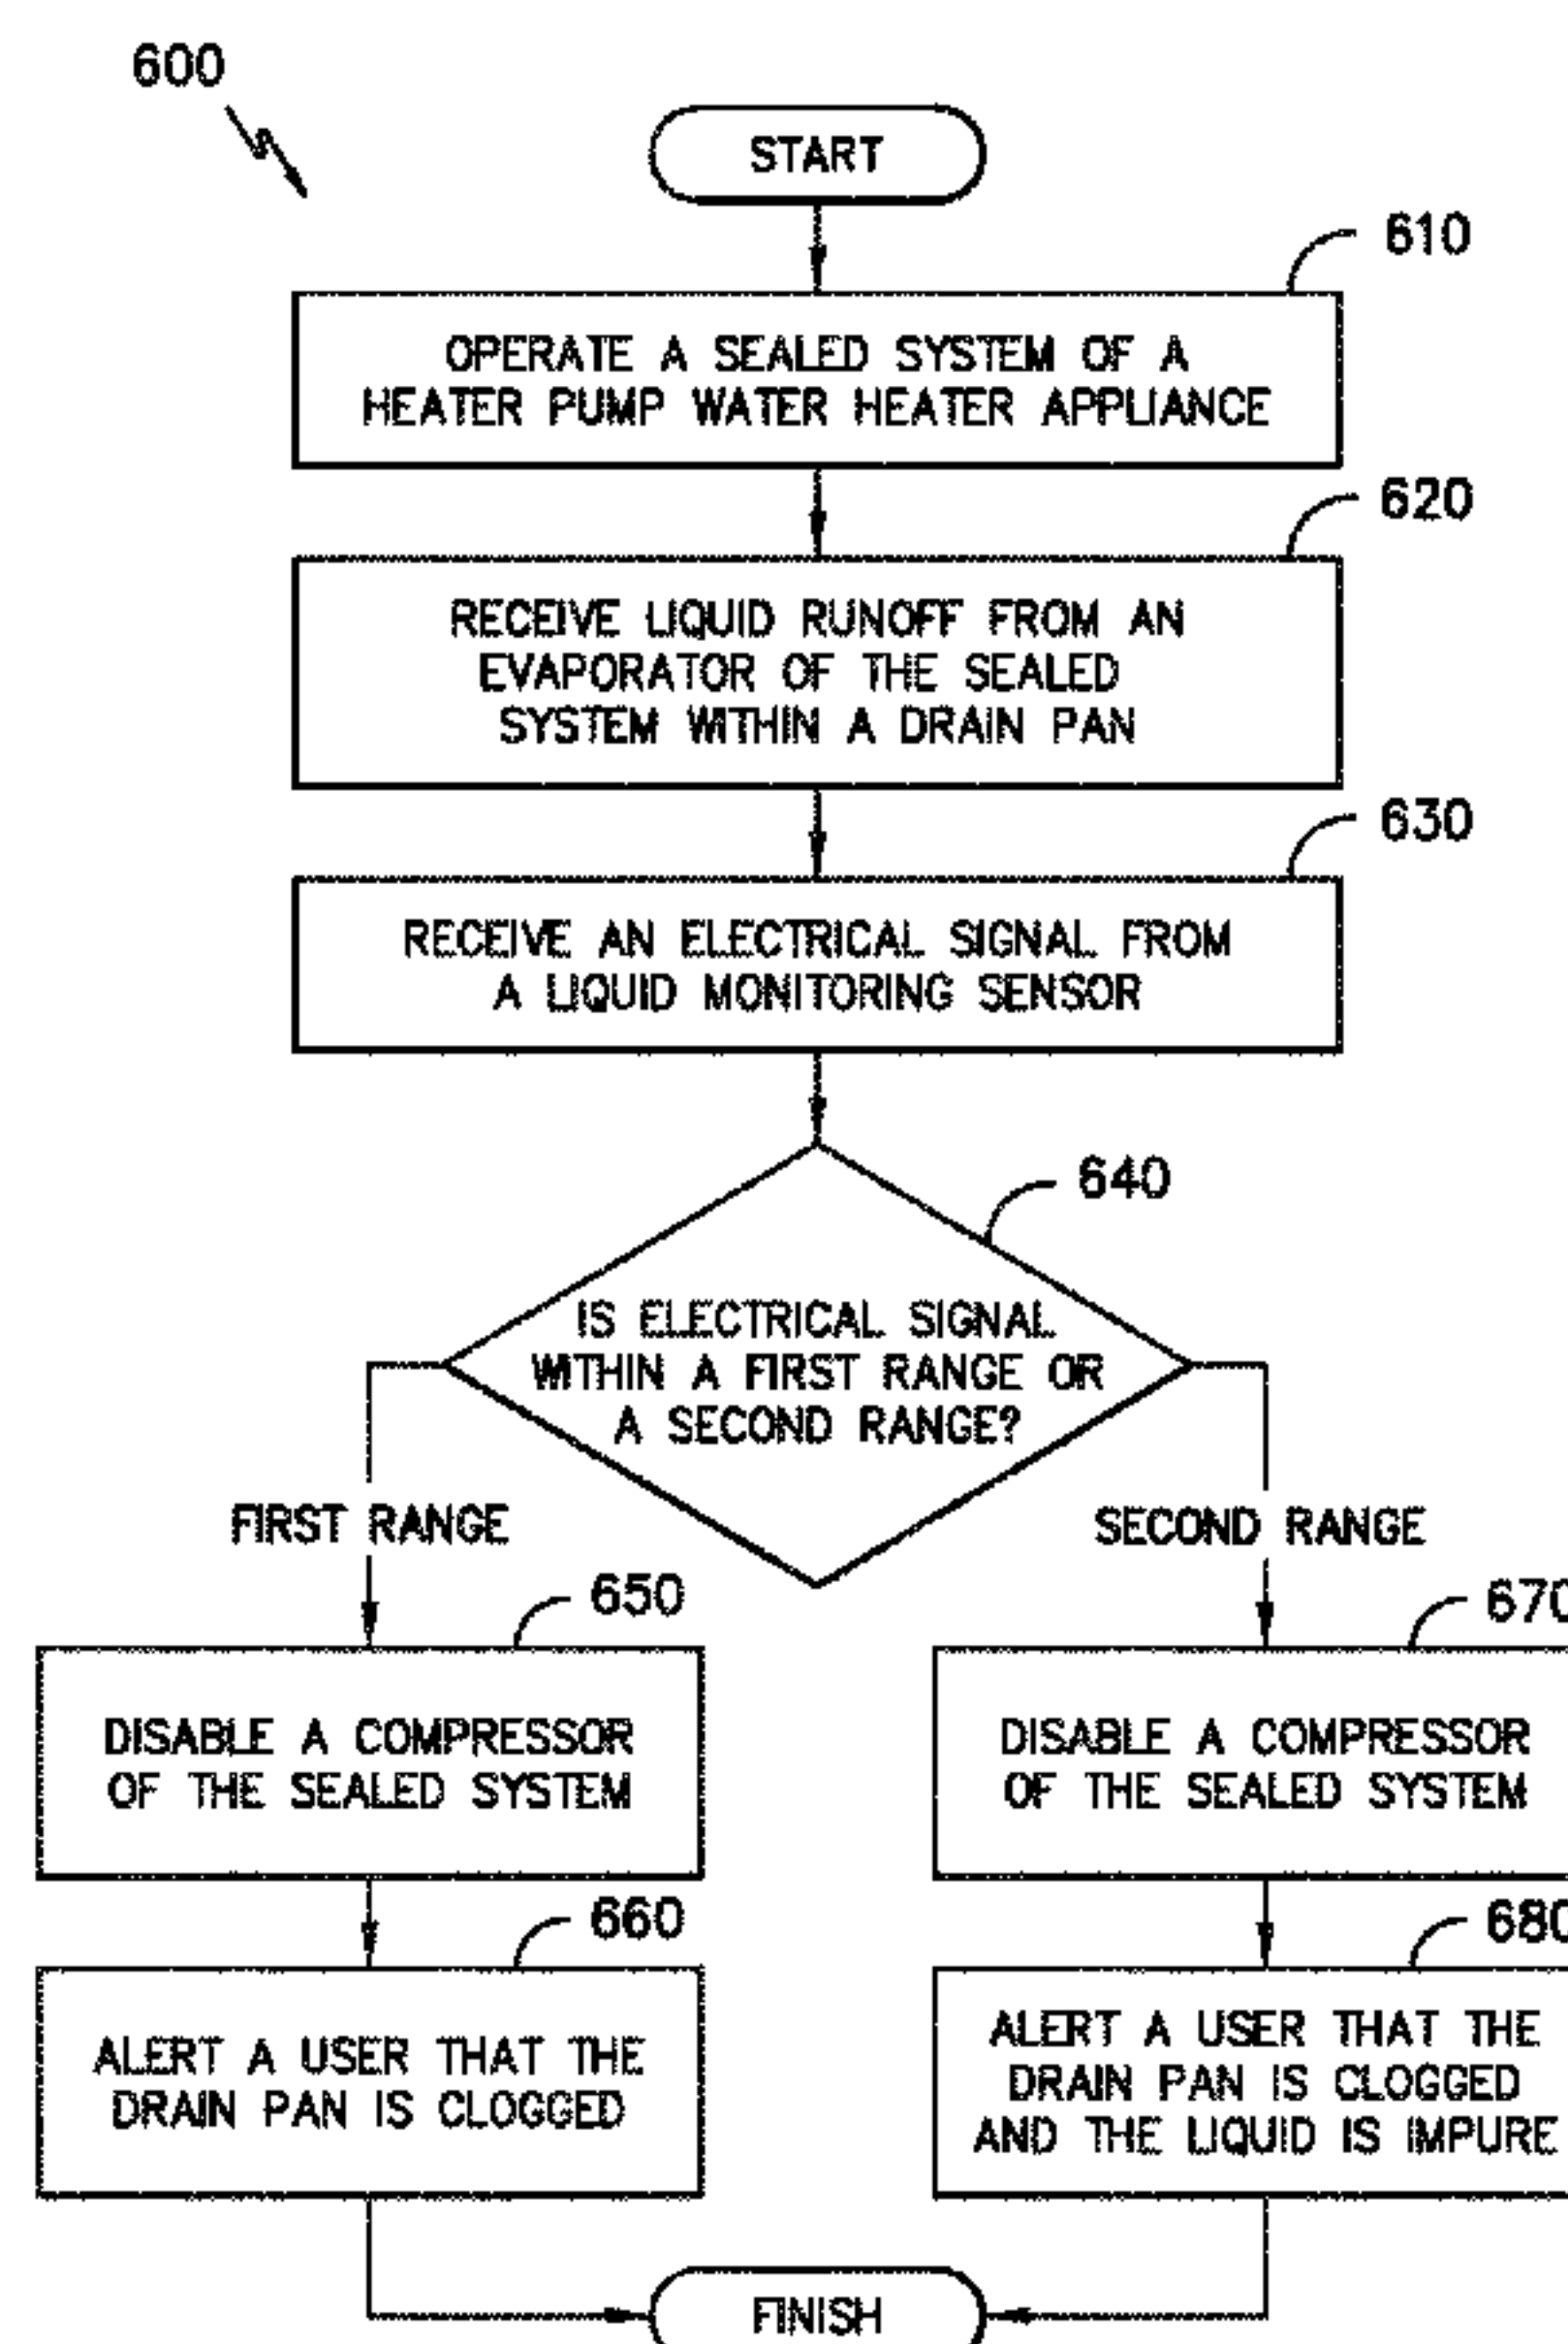 600
START
610
OPERATE A SEALED SYSTEM OF A
HEATER PUMP WATER HEATER APPLIANCE
620
RECEIVE LIQUID RUNOFF FROM AN
EVAPORATOR OF THE SEALED
SYSTEM WITHIN A DRAIN PAN
630
RECEIVE AN ELECTRICAL SIGNAL FROM
A LIQUID MONITORING SENSOR
640
IS ELECTRICAL SIGNAL
WITHIN A FIRST RANGE OR
A SECOND RANGE?
FIRST RANGE
SECOND RANGE
650
DISABLE A COMPRESSOR
OF THE SEALED SYSTEM
670
DISABLE A COMPRESSOR
OF THE SEALED SYSTEM
660
ALERT A USER THAT THE
DRAIN PAN IS CLOGGED
680
ALERT A USER THAT THE
DRAIN PAN IS CLOGGED
AND THE LIQUID IS IMPURE
FINISH